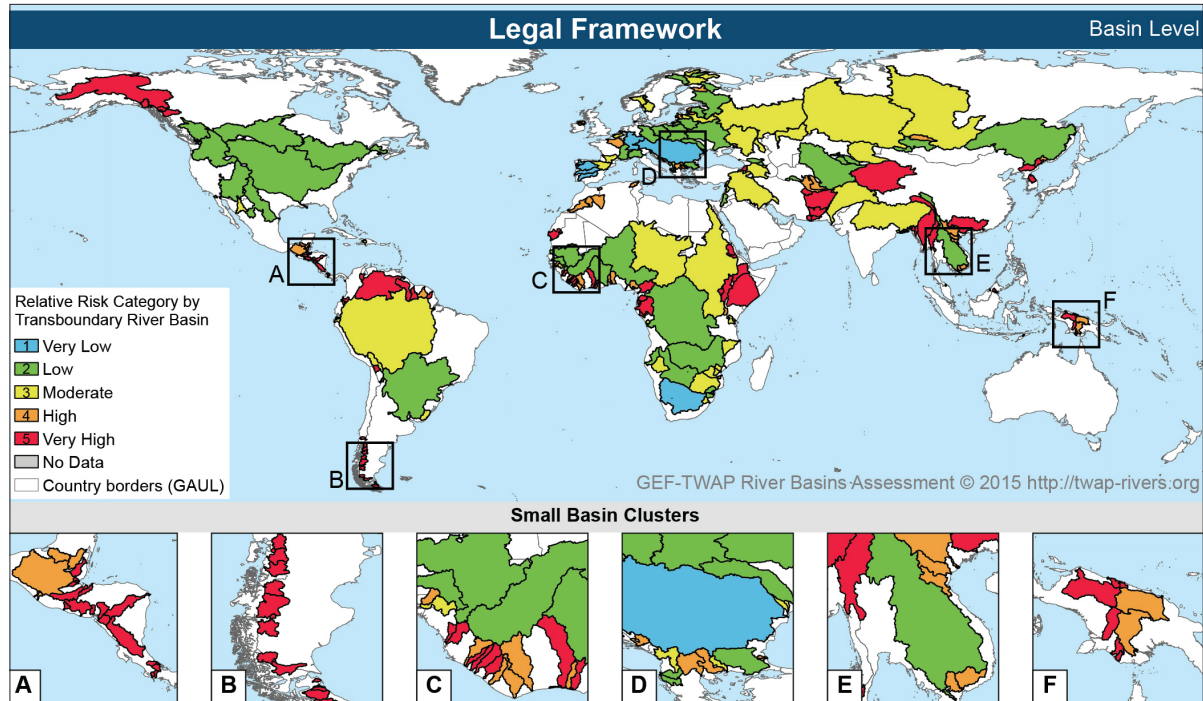 Legal Framework
Basin Level
A
B
C
D
E
F
Relative Risk Category by
Transboundary River Basin
1 Very Low
2 Low
3 Moderate
4 High
5 Very High
No Data
Country borders (GAUL)
GEF-TWAP River Basins Assessment © 2015 http://twap-rivers.org
Small Basin Clusters
A
B
C
D
E
F